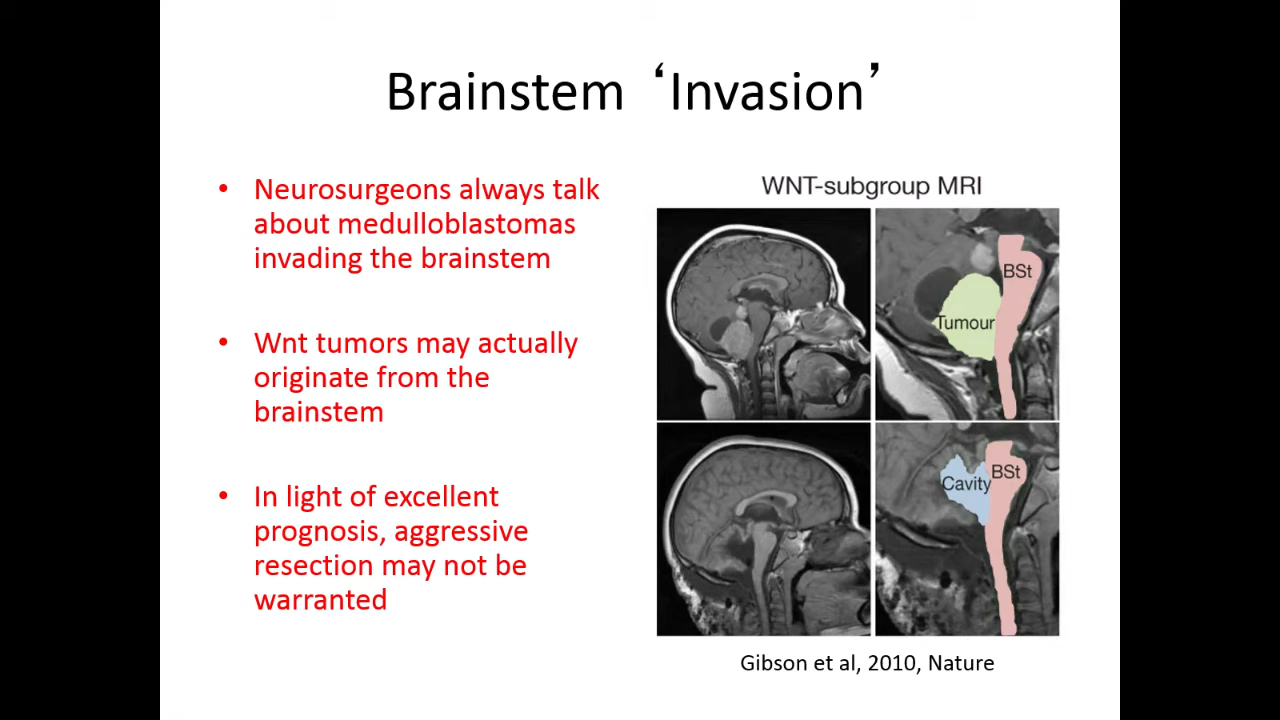 Brainstem ‘Invasion’
• Neurosurgeons always talk
about medulloblastomas
invading the brainstem
• Wnt tumors may actually
originate from the
brainstem
• In light of excellent
prognosis, aggressive
resection may not be
warranted
WNT-subgroup MRI
BSt
Tumour
BSt
Cavity
Gibson et al, 2010, Nature